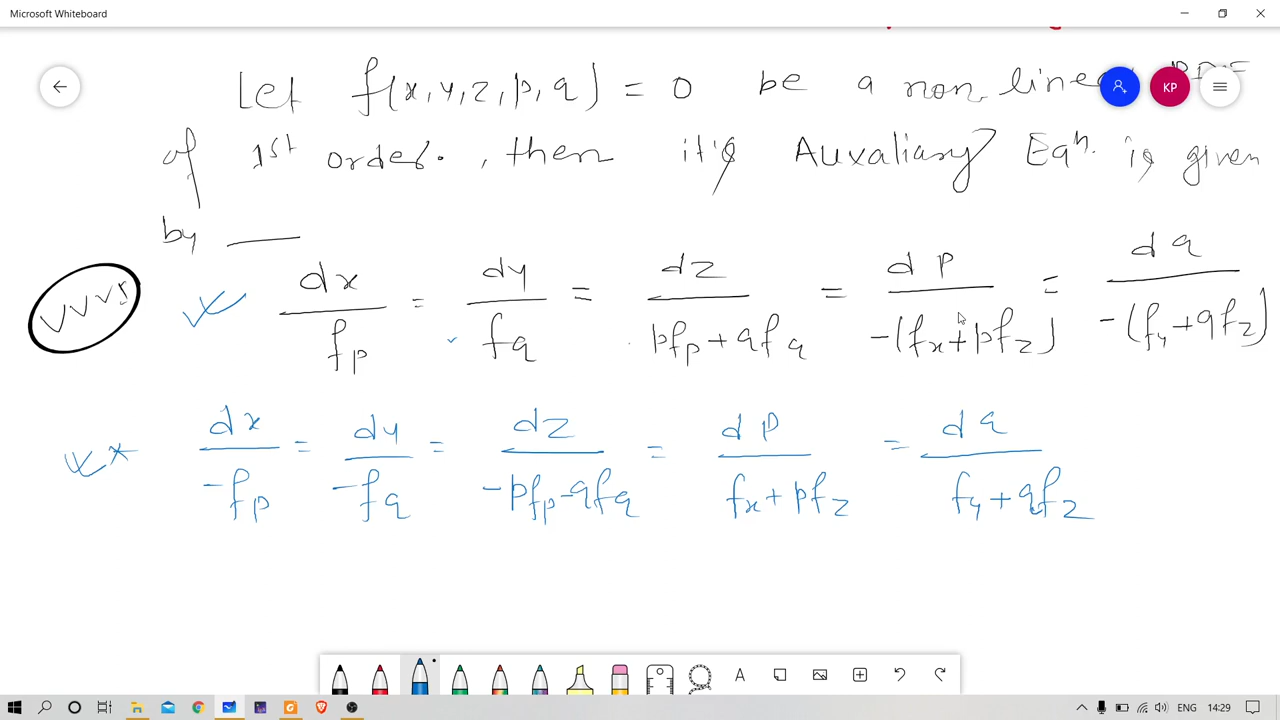 Microsoft Whiteboard
Let f(x,y,z,p,q) = 0 be a non linear PDE
KP
of 1st order. , then it's Auxaliary Eqn. is given
by
dx/fp = dy/fq = dz/(pfp+qfq) = dp/-(fx+pfz) = dq/-(fy+qfz)
dx/-fp = dy/-fq = dz/(-pfp-qfq) = dp/(fx+pfz) = dq/(fy+qfz)
A
ENG 14:29